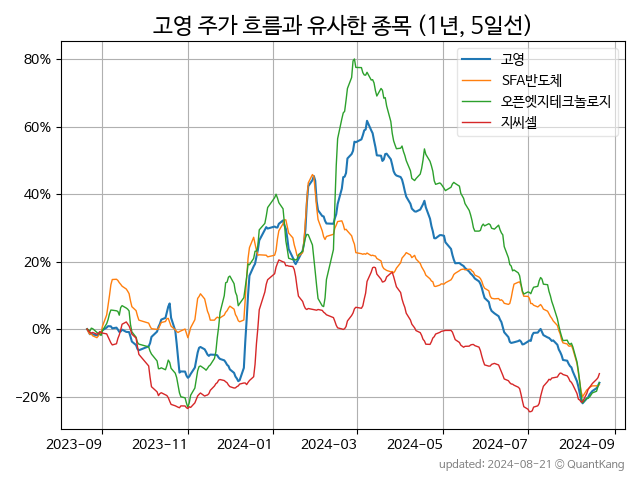 고영 주가 흐름과 유사한 종목 (1년, 5일선)
고영
SFA반도체
오픈엣지테크놀로지
지씨셀
80%
60%
40%
20%
0%
−20%
2023-09 2023-11 2024-01 2024-03 2024-05 2024-07 2024-09
updated: 2024-08-21 © QuantKang